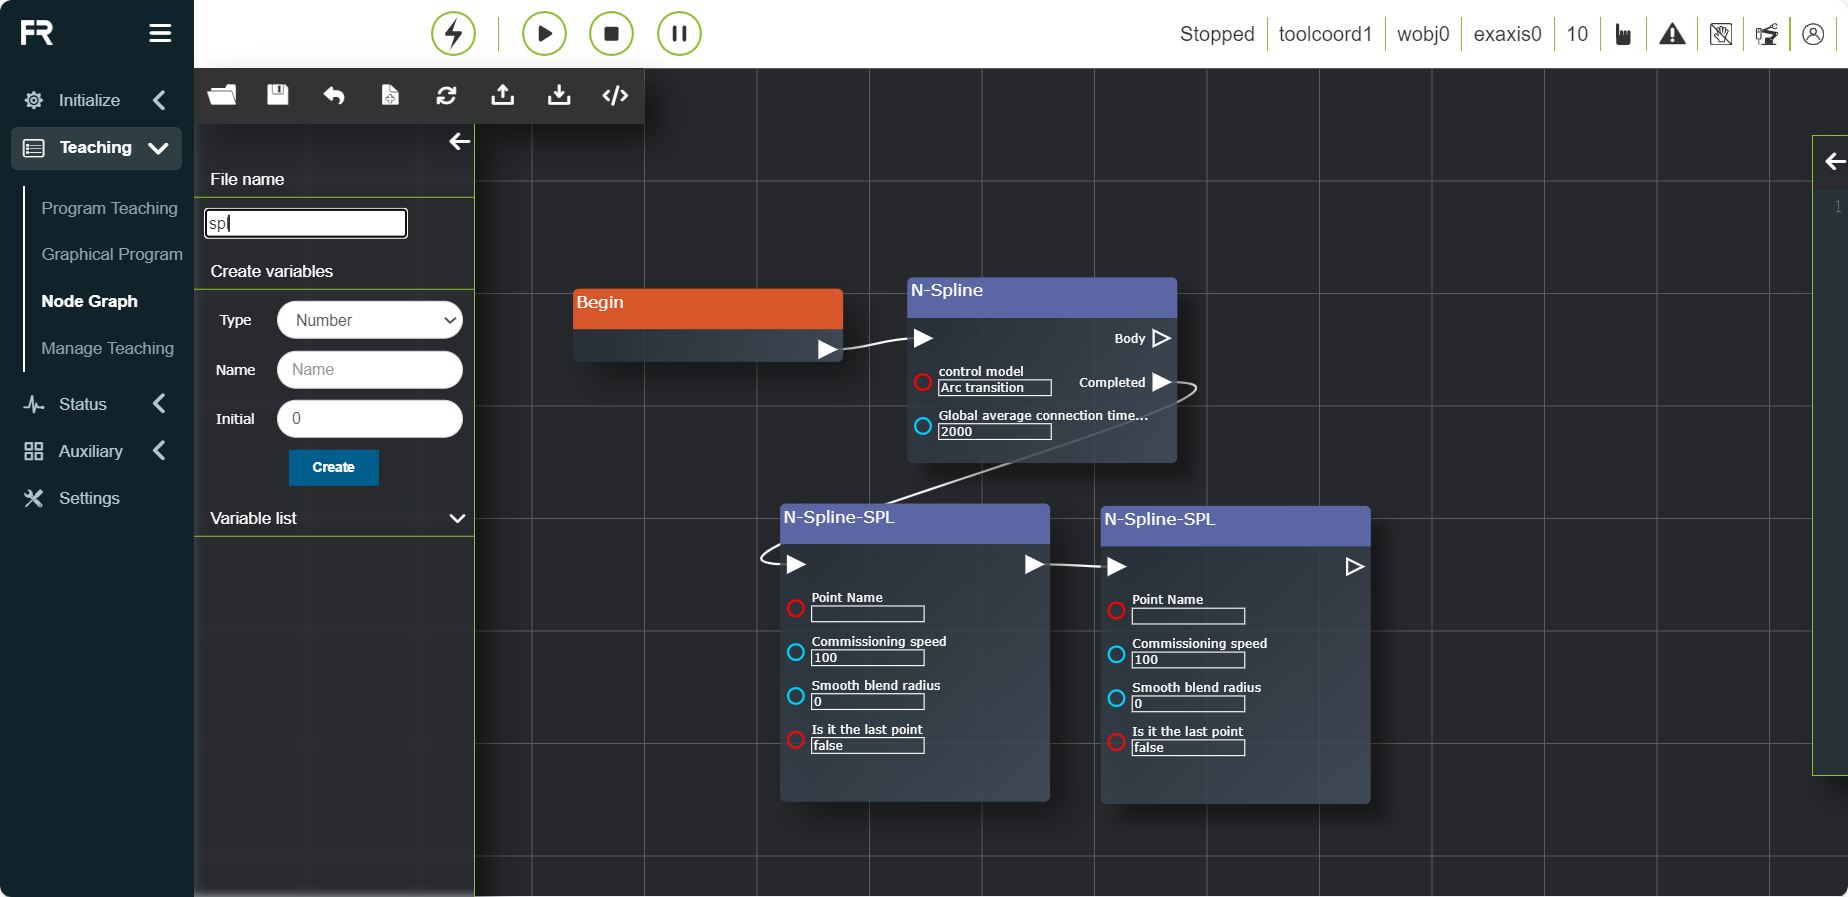 FR
Stopped
toolcoord1
wobj0
exaxis0
10
Initialize
Teaching
Program Teaching
Graphical Program
Node Graph
Manage Teaching
Status
Auxiliary
Settings
File name
spl
Create variables
Type
Number
Name
Name
Initial
0
Create
Variable list
Begin
N-Spline
Body
control model
Arc transition
Completed
Global average connection time...
2000
N-Spline-SPL
Point Name
Commissioning speed
100
Smooth blend radius
0
Is it the last point
false
N-Spline-SPL
Point Name
Commissioning speed
100
Smooth blend radius
0
Is it the last point
false
1